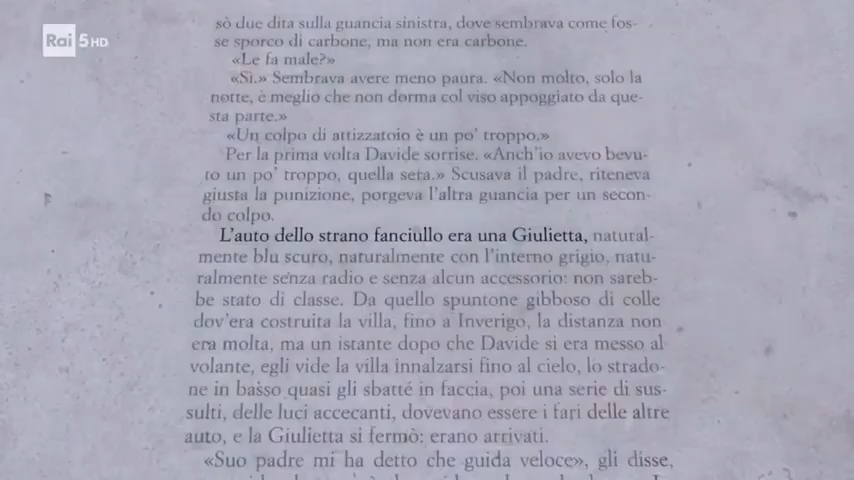 Rai 5 HD
sò due dita sulla guancia sinistra, dove sembrava come fos-
se sporco di carbone, ma non era carbone.
«Le fa male?»
«Sì.» Sembrava avere meno paura. «Non molto, solo la
notte, è meglio che non dorma col viso appoggiato da que-
sta parte.»
«Un colpo di attizzatoio è un po' troppo.»
Per la prima volta Davide sorrise. «Anch'io avevo bevu-
to un po' troppo, quella sera.» Scusava il padre, riteneva
giusta la punizione, porgeva l'altra guancia per un secon-
do colpo.
L'auto dello strano fanciullo era una Giulietta, natural-
mente blu scuro, naturalmente con l'interno grigio, natu-
ralmente senza radio e senza alcun accessorio: non sareb-
be stato di classe. Da quello spuntone gibboso di colle
dov'era costruita la villa, fino a Inverigo, la distanza non
era molta, ma un istante dopo che Davide si era messo al
volante, egli vide la villa innalzarsi fino al cielo, lo strado-
ne in basso quasi gli sbatté in faccia, poi una serie di sus-
sulti, delle luci accecanti, dovevano essere i fari delle altre
auto, e la Giulietta si fermò: erano arrivati.
«Suo padre mi ha detto che guida veloce», gli disse,